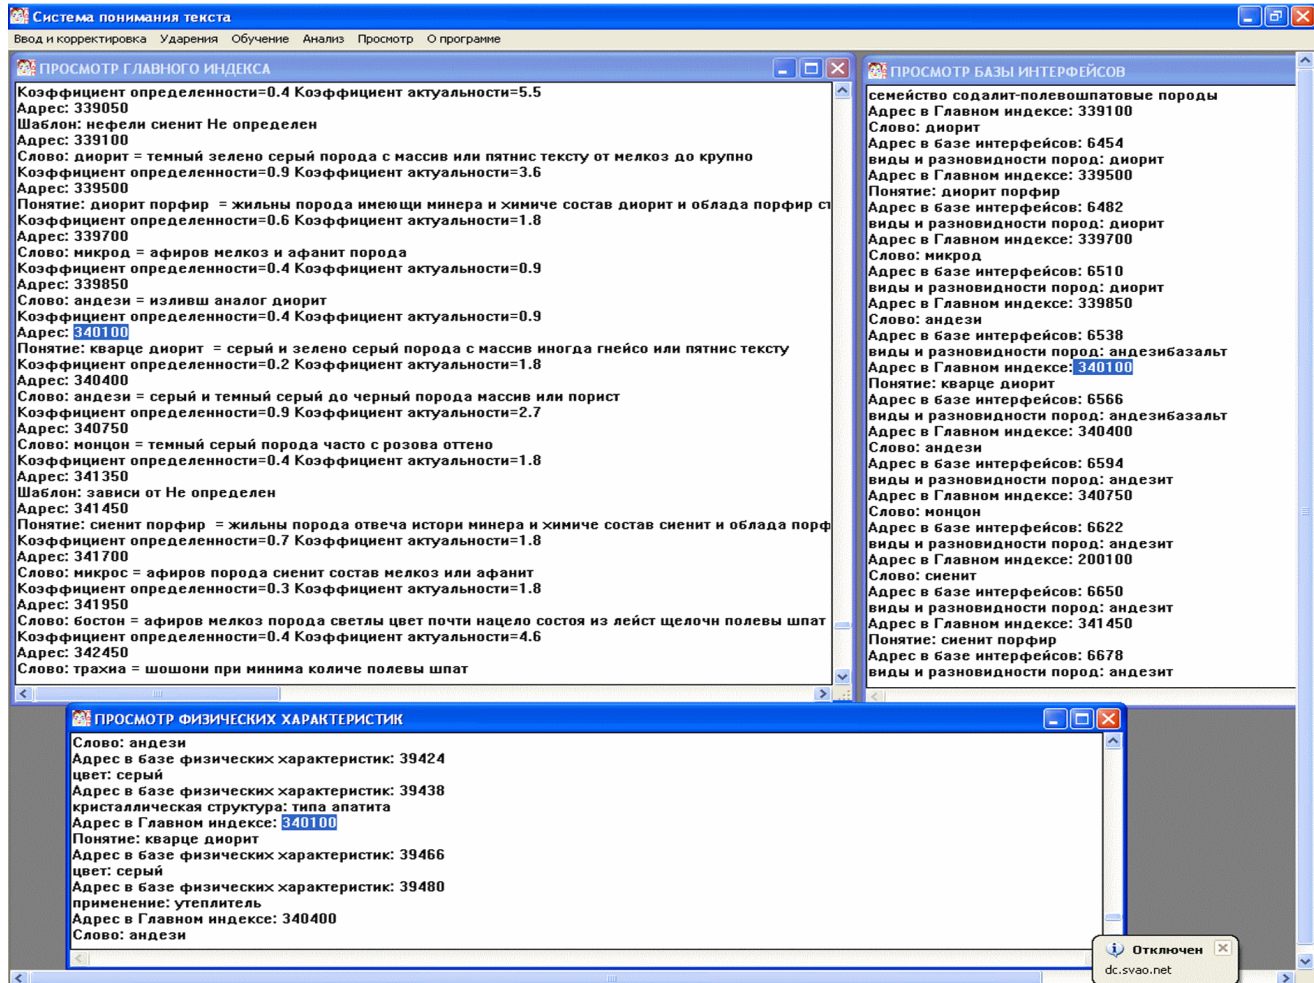 Система понимания текста
Ввод и корректировка Ударения Обучение Анализ Просмотр О программе
ПРОСМОТР ГЛАВНОГО ИНДЕКСА
Коэффициент определенности=0.4 Коэффициент актуальности=5.5
Адрес: 339050
Шаблон: нефели сиенит Не определен
Адрес: 339100
Слово: диорит = темный зелено серый порода с массив или пятнис тексту от мелкоз до крупно
Коэффициент определенности=0.9 Коэффициент актуальности=3.6
Адрес: 339500
Понятие: диорит порфир = жильны порода имеющи минера и химиче состав диорит и облада порфир ст
Коэффициент определенности=0.6 Коэффициент актуальности=1.8
Адрес: 339700
Слово: микрод = афиров мелкоз и афанит порода
Коэффициент определенности=0.4 Коэффициент актуальности=0.9
Адрес: 339850
Слово: андези = изливш аналог диорит
Коэффициент определенности=0.4 Коэффициент актуальности=0.9
Адрес: 340100
Понятие: кварце диорит = серый и зелено серый порода с массив иногда гнейсо или пятнис тексту
Коэффициент определенности=0.2 Коэффициент актуальности=1.8
Адрес: 340400
Слово: андези = серый и темный серый до черный порода массив или порист
Коэффициент определенности=0.9 Коэффициент актуальности=2.7
Адрес: 340750
Слово: монцон = темный серый порода часто с розова оттено
Коэффициент определенности=0.4 Коэффициент актуальности=1.8
Адрес: 341350
Шаблон: зависи от Не определен
Адрес: 341450
Понятие: сиенит порфир = жильны порода отвеча истори минера и химиче состав сиенит и облада порф
Коэффициент определенности=0.7 Коэффициент актуальности=1.8
Адрес: 341700
Слово: микрос = афиров порода сиенит состав мелкоз или афанит
Коэффициент определенности=0.3 Коэффициент актуальности=1.8
Адрес: 341950
Слово: бостон = афиров мелкоз порода светлы цвет почти нацело состоя из лейст щелочн полевы шпат
Коэффициент определенности=0.4 Коэффициент актуальности=4.6
Адрес: 342450
Слово: трахиа = шошони при минима количе полевы шпат
ПРОСМОТР БАЗЫ ИНТЕРФЕЙСОВ
семейство содалит-полевошпатовые породы
Адрес в Главном индексе: 339100
Слово: диорит
Адрес в базе интерфейсов: 6454
виды и разновидности пород: диорит
Адрес в Главном индексе: 339500
Понятие: диорит порфир
Адрес в базе интерфейсов: 6482
виды и разновидности пород: диорит
Адрес в Главном индексе: 339700
Слово: микрод
Адрес в базе интерфейсов: 6510
виды и разновидности пород: диорит
Адрес в Главном индексе: 339850
Слово: андези
Адрес в базе интерфейсов: 6538
виды и разновидности пород: андезибазальт
Адрес в Главном индексе: 340100
Понятие: кварце диорит
Адрес в базе интерфейсов: 6566
виды и разновидности пород: андезибазальт
Адрес в Главном индексе: 340400
Слово: андези
Адрес в базе интерфейсов: 6594
виды и разновидности пород: андезит
Адрес в Главном индексе: 340750
Слово: монцон
Адрес в базе интерфейсов: 6622
виды и разновидности пород: андезит
Адрес в Главном индексе: 200100
Слово: сиенит
Адрес в базе интерфейсов: 6650
виды и разновидности пород: андезит
Адрес в Главном индексе: 341450
Понятие: сиенит порфир
Адрес в базе интерфейсов: 6678
виды и разновидности пород: андезит
ПРОСМОТР ФИЗИЧЕСКИХ ХАРАКТЕРИСТИК
Слово: андези
Адрес в базе физических характеристик: 39424
цвет: серый
Адрес в базе физических характеристик: 39438
кристаллическая структура: типа апатита
Адрес в Главном индексе: 340100
Понятие: кварце диорит
Адрес в базе физических характеристик: 39466
цвет: серый
Адрес в базе физических характеристик: 39480
применение: утеплитель
Адрес в Главном индексе: 340400
Слово: андези
Отключен
dc.svao.net